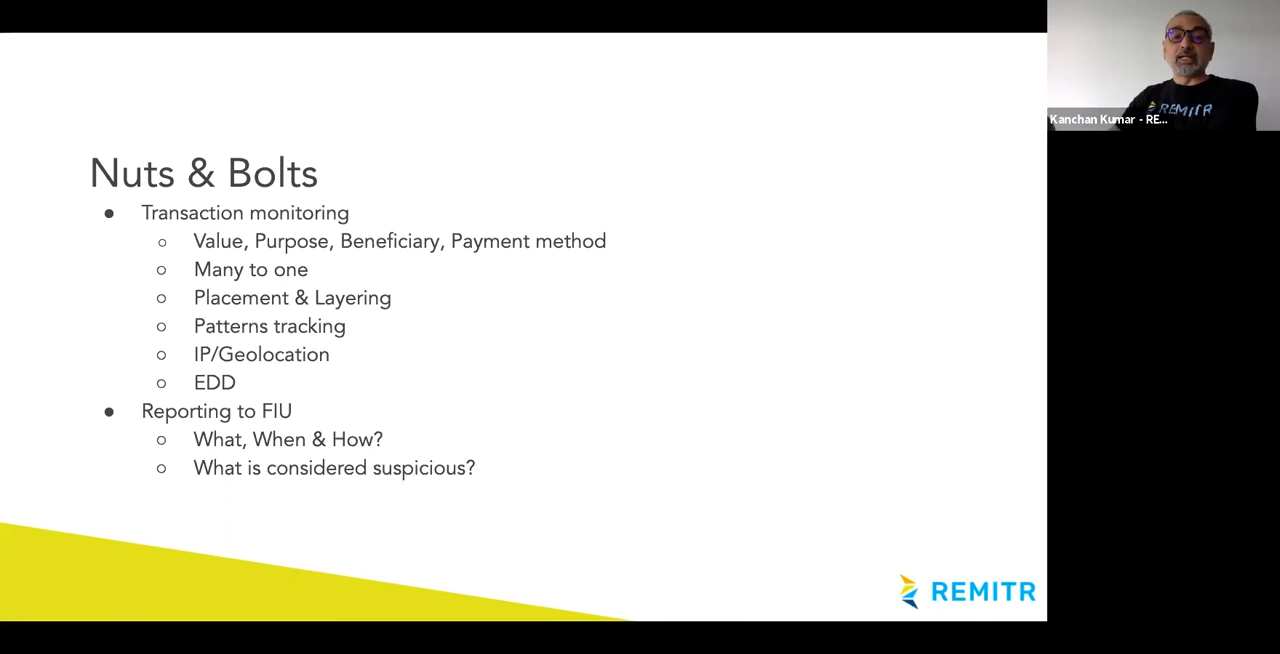 Nuts & Bolts
● Transaction monitoring
○ Value, Purpose, Beneficiary, Payment method
○ Many to one
○ Placement & Layering
○ Patterns tracking
○ IP/Geolocation
○ EDD
● Reporting to FIU
○ What, When & How?
○ What is considered suspicious?
REMITR
REMITR
Kanchan Kumar - RE...